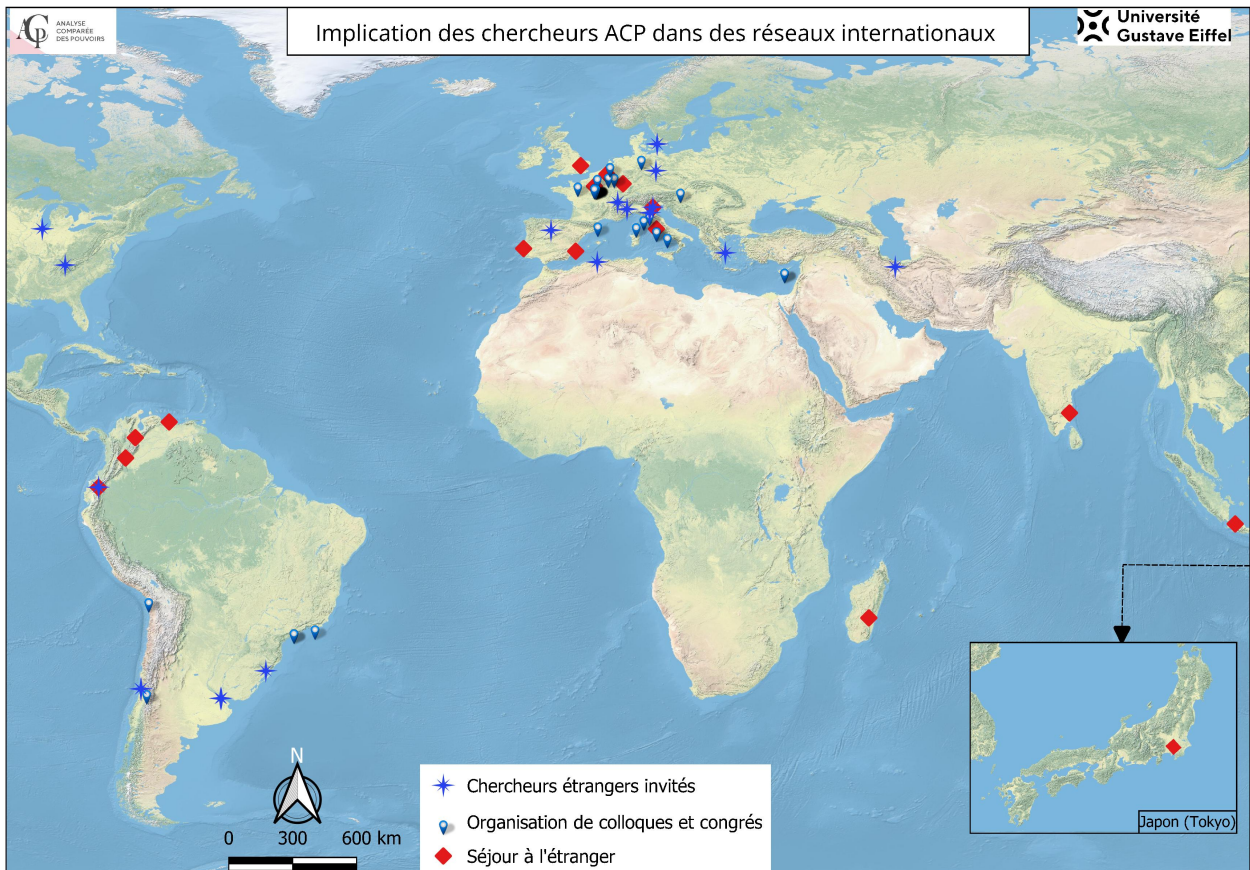 ACP
ANALYSE
COMPARÉE
DES POUVOIRS
Implication des chercheurs ACP dans des réseaux internationaux
Université
Gustave Eiffel
N
0 300 600 km
Chercheurs étrangers invités
Organisation de colloques et congrés
Séjour à l'étranger
Japon (Tokyo)